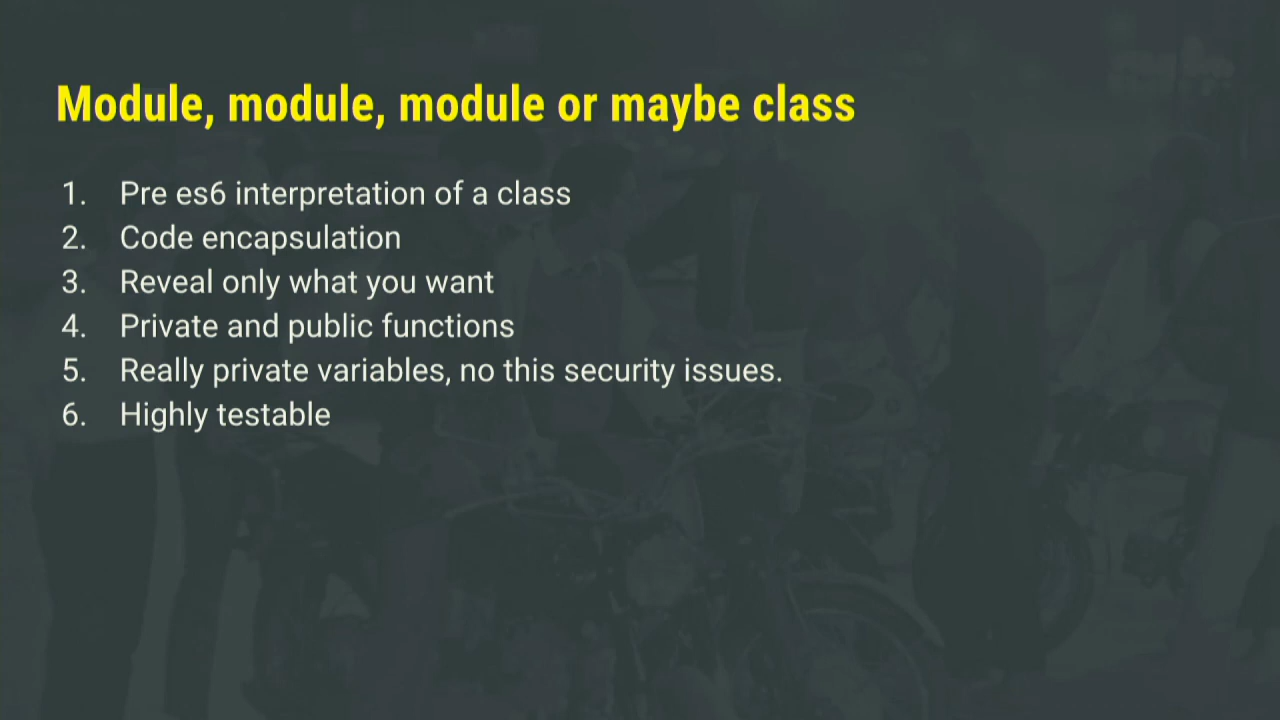 Module, module, module or maybe class
1. Pre es6 interpretation of a class
2. Code encapsulation
3. Reveal only what you want
4. Private and public functions
5. Really private variables, no this security issues.
6. Highly testable